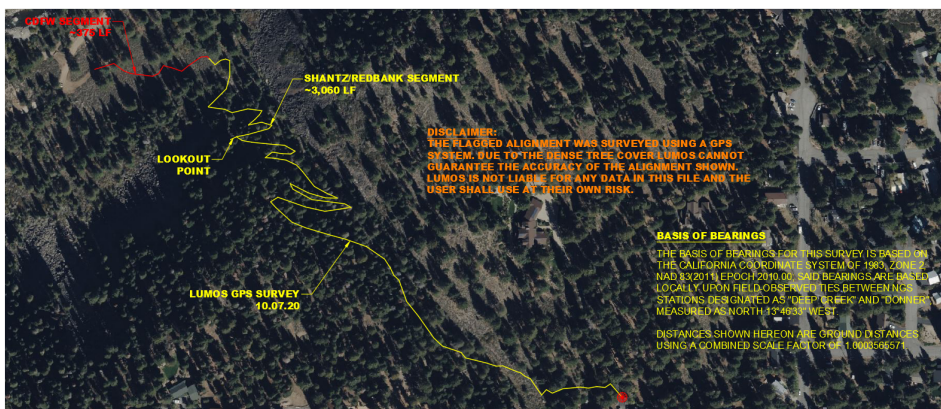 SEGMENT
SHANTZ/REDBANK SEGMENT
~3,060 LF
LOOKOUT
POINT
DISCLAIMER:
THE FLAGGED ALIGNMENT WAS SURVEYED USING A GPS
SYSTEM. DUE TO THE DENSE TREE COVER LUMOS CANNOT
GUARANTEE THE ACCURACY OF THE ALIGNMENT SHOWN.
LUMOS IS NOT LIABLE FOR ANY DATA IN THIS FILE AND THE
USER SHALL USE AT THEIR OWN RISK.
BASIS OF BEARINGS
THE BASIS OF BEARINGS FOR THIS SURVEY IS BASED ON
THE CALIFORNIA COORDINATE SYSTEM OF 1983, ZONE 2,
NAD 83(2011) EPOCH 2010.00, SAID BEARINGS ARE BASED
LOCALLY UPON FIELD-OBSERVED TIES BETWEEN NGS
STATIONS DESIGNATED AS "DEEP CREEK" AND "DONNER"
MEASURED AS NORTH 13°46'33" WEST.
DISTANCES SHOWN HEREON ARE GROUND DISTANCES
USING A COMBINED SCALE FACTOR OF 1.0003565571
LUMOS GPS SURVEY
10.07.20